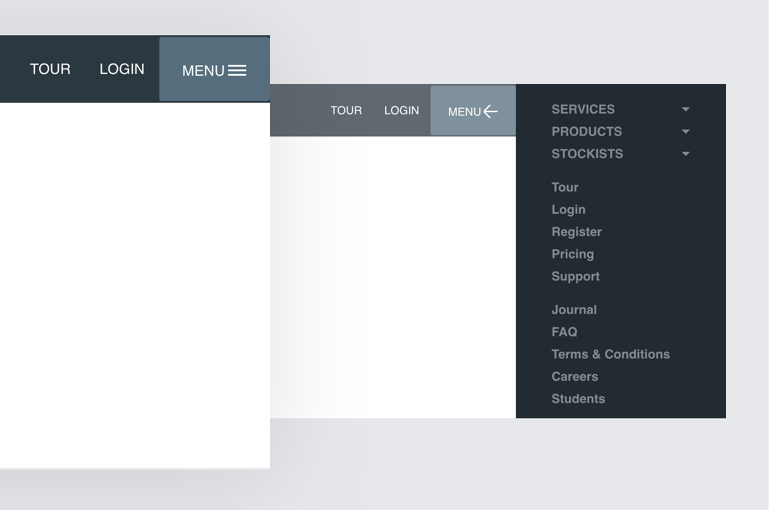 TOUR LOGIN MENU
TOUR LOGIN MENU
SERVICES
PRODUCTS
STOCKISTS
Tour
Login
Register
Pricing
Support
Journal
FAQ
Terms & Conditions
Careers
Students